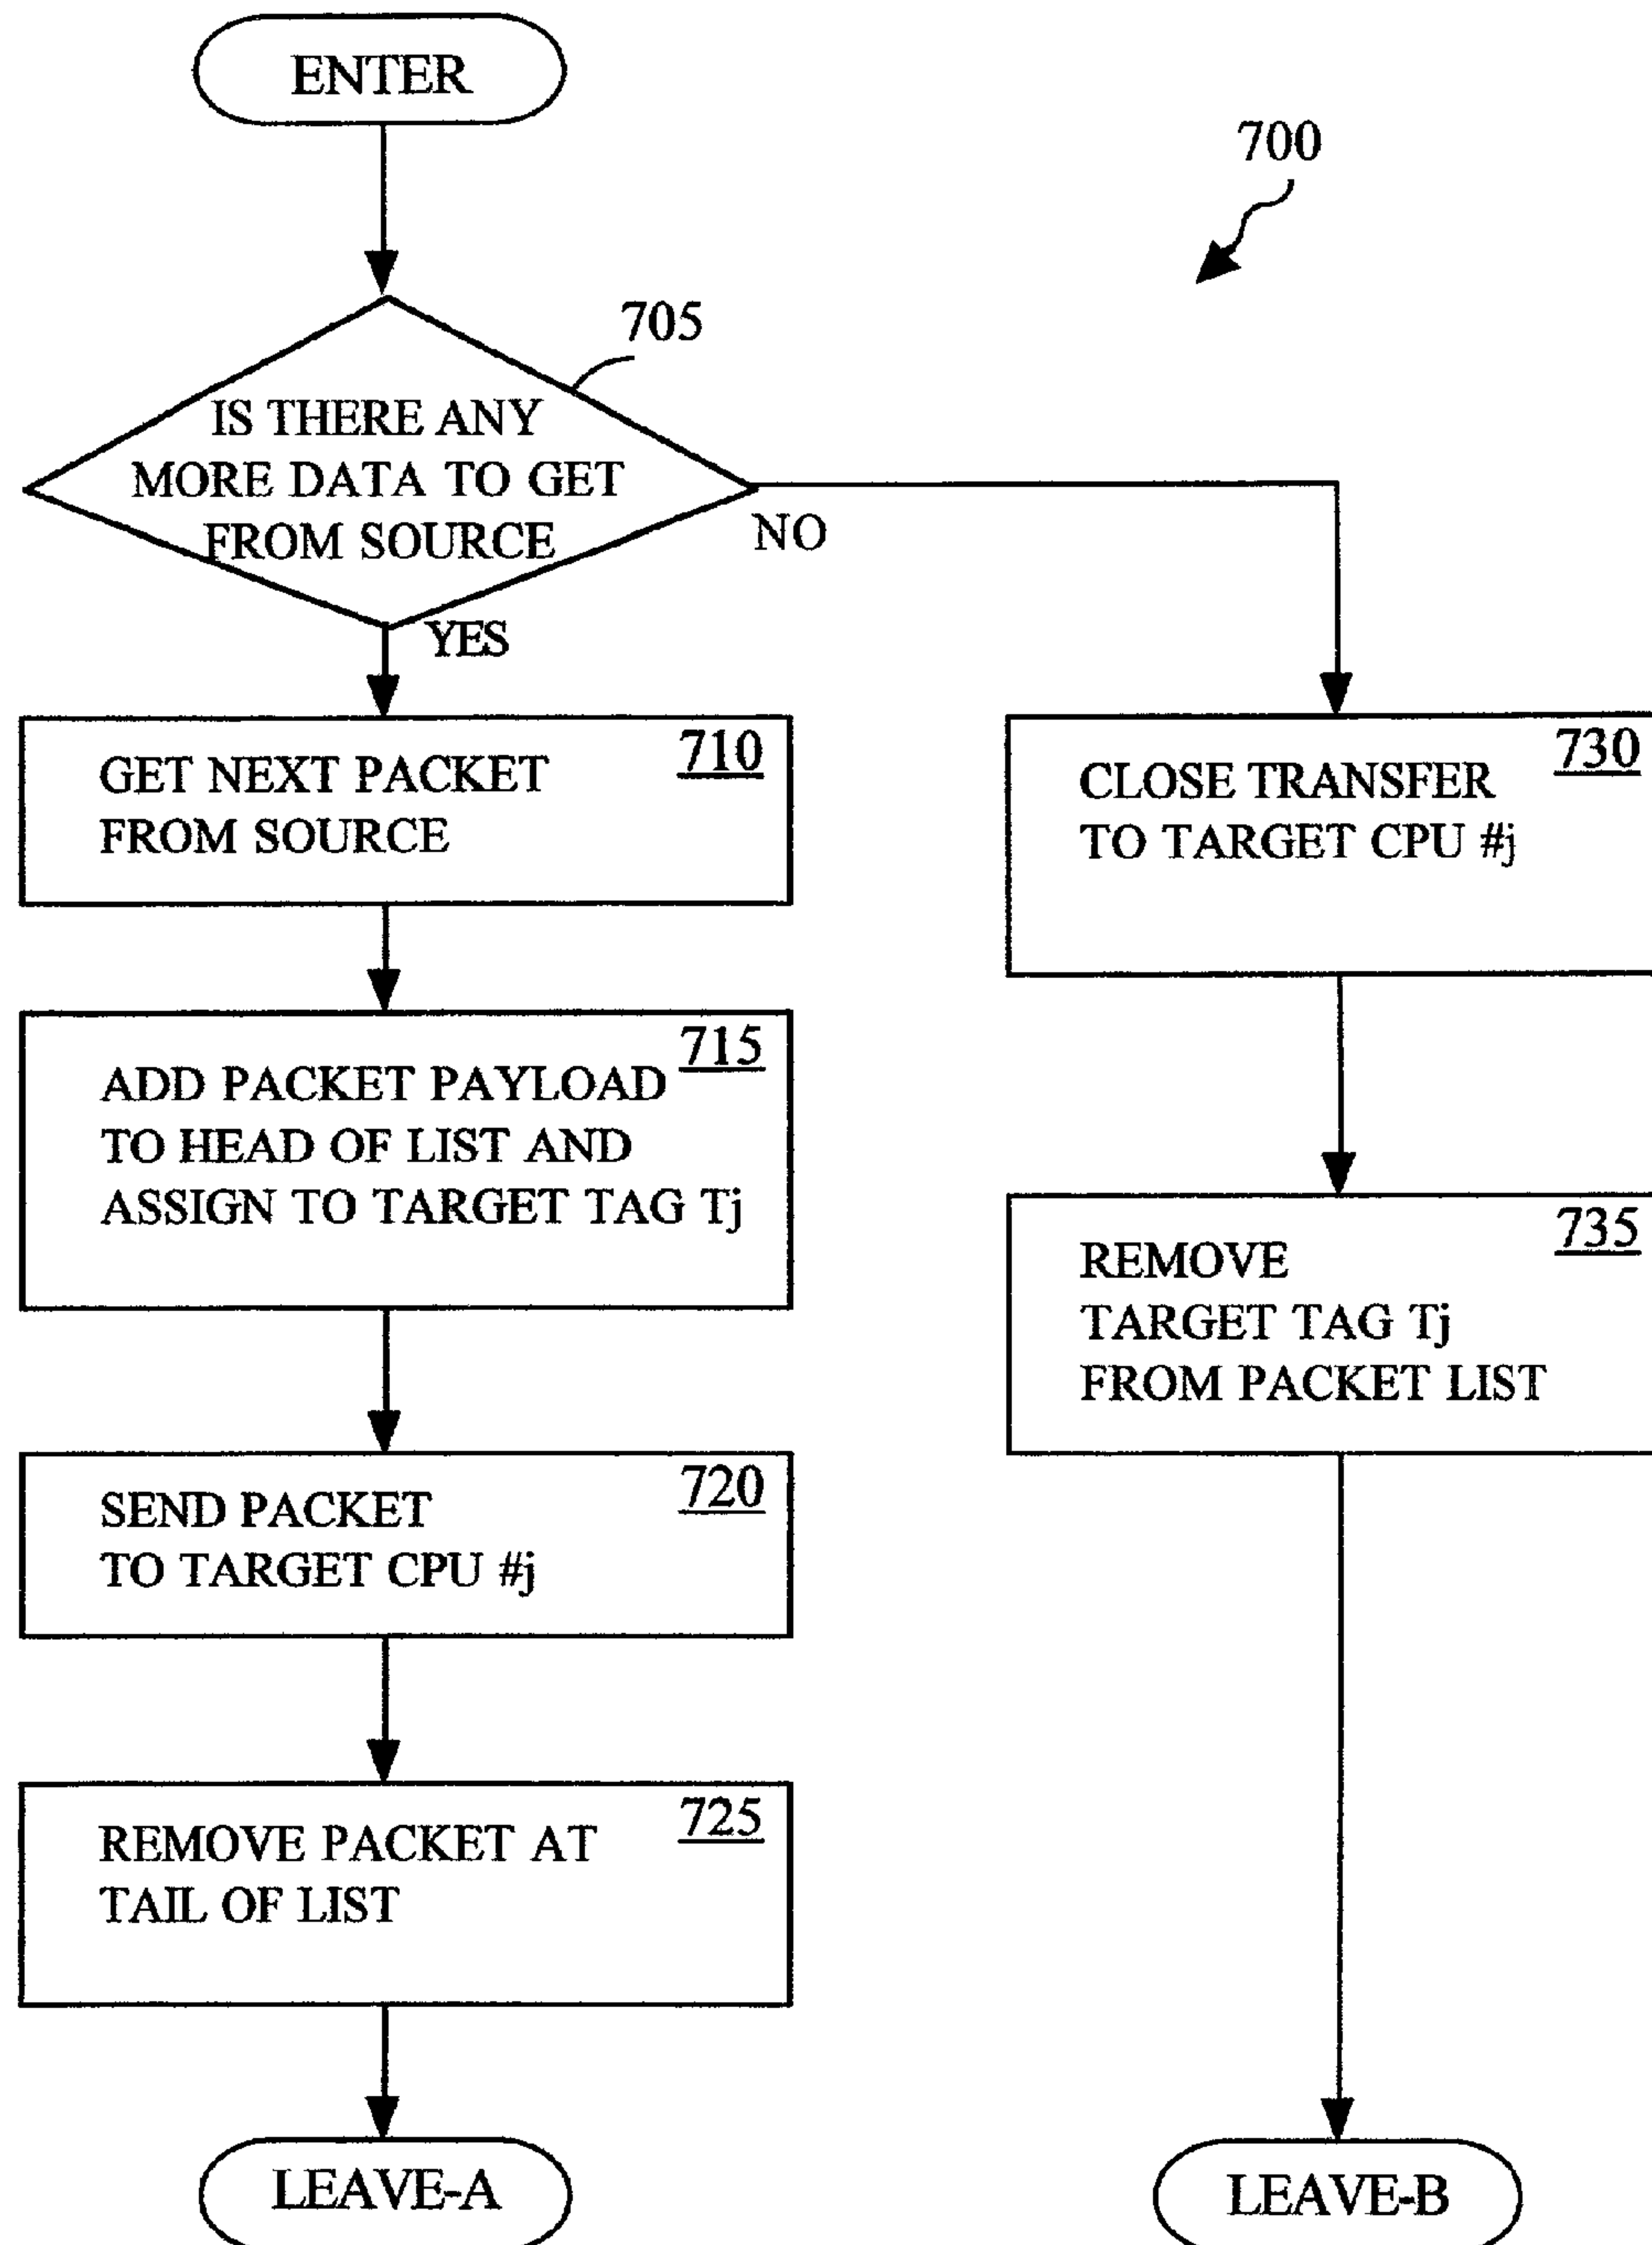 ENTER
700
705
IS THERE ANY
MORE DATA TO GET
FROM SOURCE
NO
YES
710
GET NEXT PACKET
FROM SOURCE
715
ADD PACKET PAYLOAD
TO HEAD OF LIST AND
ASSIGN TO TARGET TAG Tj
720
SEND PACKET
TO TARGET CPU #j
725
REMOVE PACKET AT
TAIL OF LIST
LEAVE-A
730
CLOSE TRANSFER
TO TARGET CPU #j
735
REMOVE
TARGET TAG Tj
FROM PACKET LIST
LEAVE-B